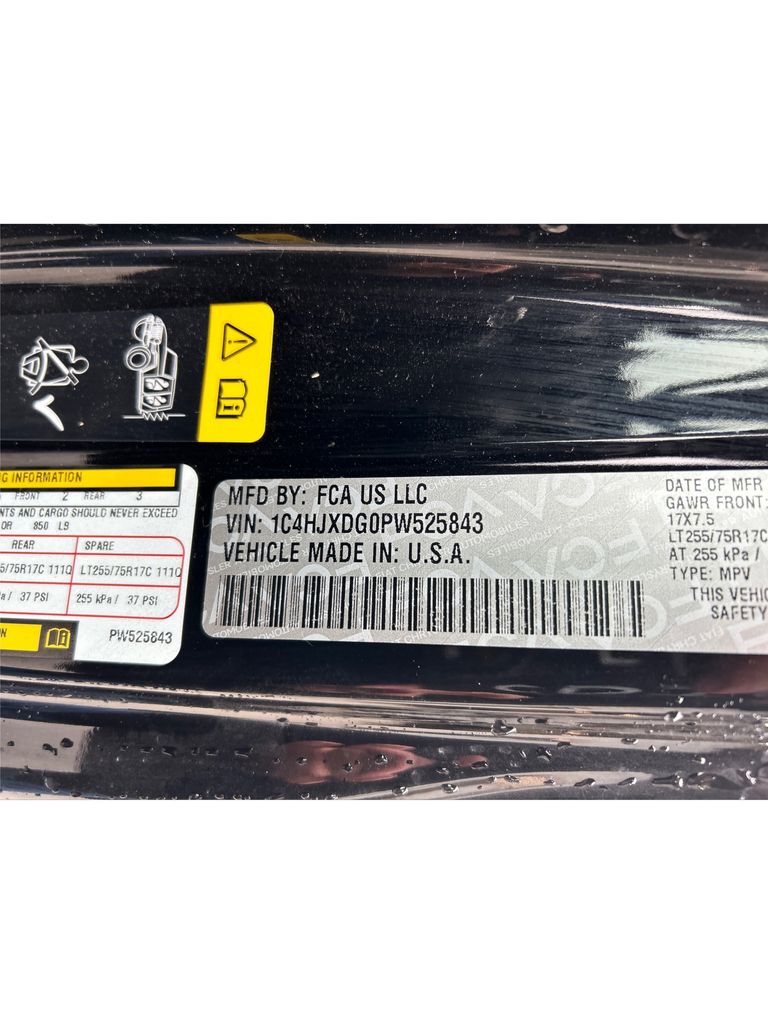 G INFORMATION
FRONT 2 REAR 3
NTS AND CARGO SHOULD NEVER EXCEED
OR 850 LB
REAR SPARE
5/75R17C 111Q LT255/75R17C 111Q
a / 37 PSI 255 kPa / 37 PSI
ON
PW525843
MFD BY: FCA US LLC
VIN: 1C4HJXDG0PW525843
VEHICLE MADE IN: U.S.A.
DATE OF MFR
GAWR FRONT:
17X7.5
LT255/75R17C
AT 255 kPa /
TYPE: MPV
THIS VEHIC
SAFETY